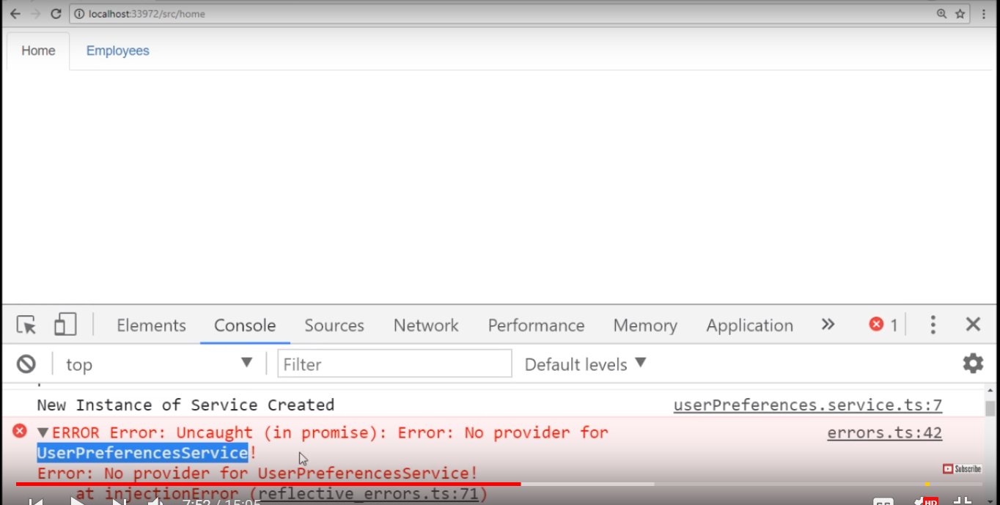 localhost:33972/src/home
Home Employees
Elements Console Sources Network Performance Memory Application » 1
top Filter Default levels
New Instance of Service Created userPreferences.service.ts:7
ERROR Error: Uncaught (in promise): Error: No provider for errors.ts:42
UserPreferencesService!
Error: No provider for UserPreferencesService!
Subscribe
at injectionError (reflective_errors.ts:71)
7:52 / 15:05 CC HD